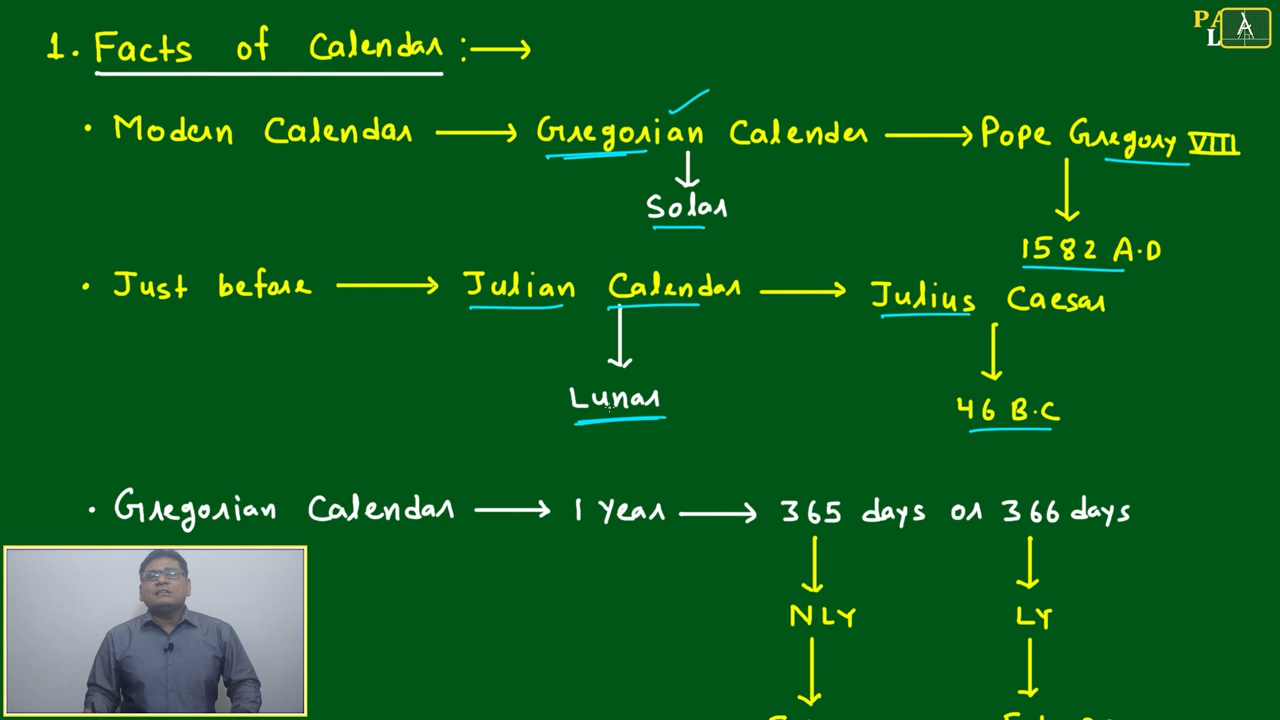 1. Facts of Calendar :→
• Modern Calendar → Gregorian Calender → Pope Gregory VIII
Solar
1582 A.D
• Just before → Julian Calendar → Julius Caesar
Lunar
46 B.C
• Gregorian Calendar → 1 Year → 365 days or 366 days
NLY LY